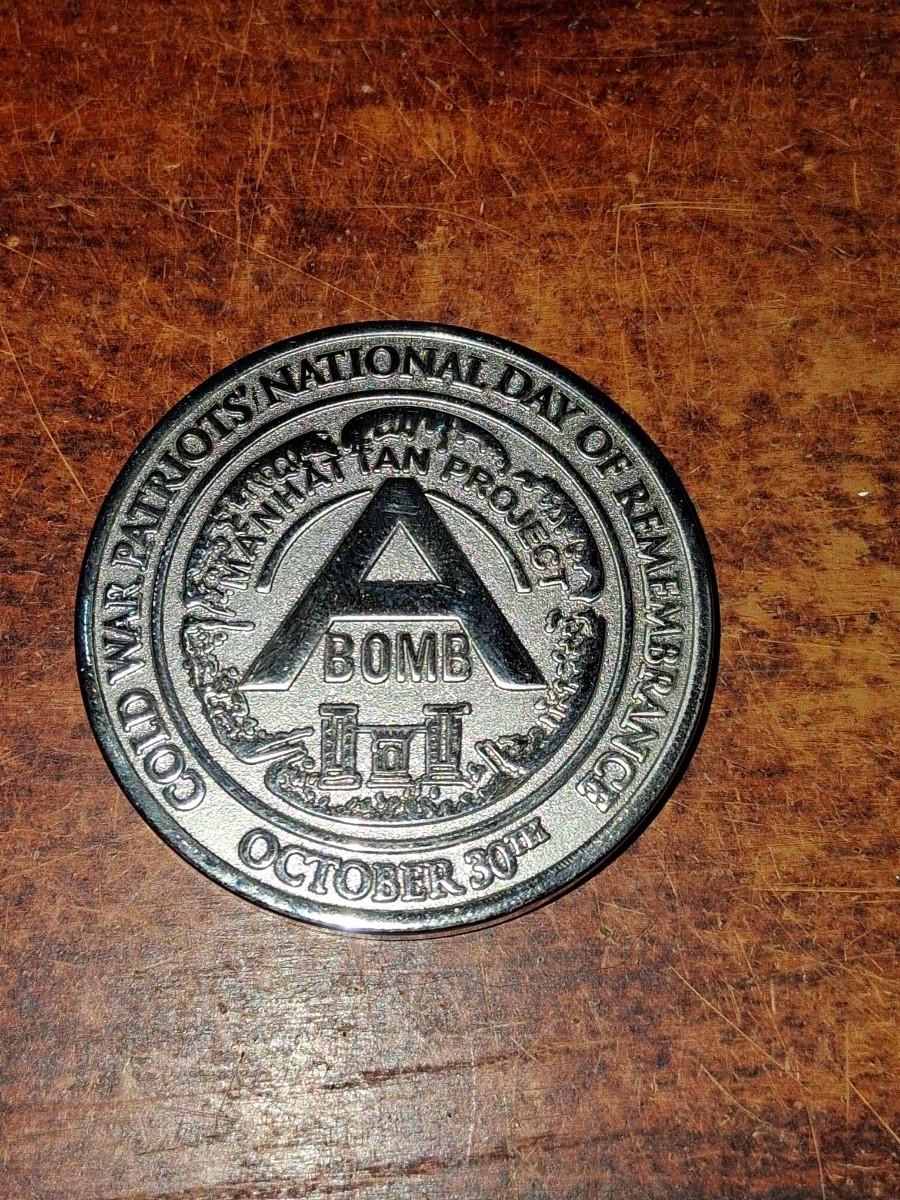 COLD WAR PATRIOTS' NATIONAL DAY OF REMEMBRANCE
MANHATTAN PROJECT
A
BOMB
OCTOBER 30TH